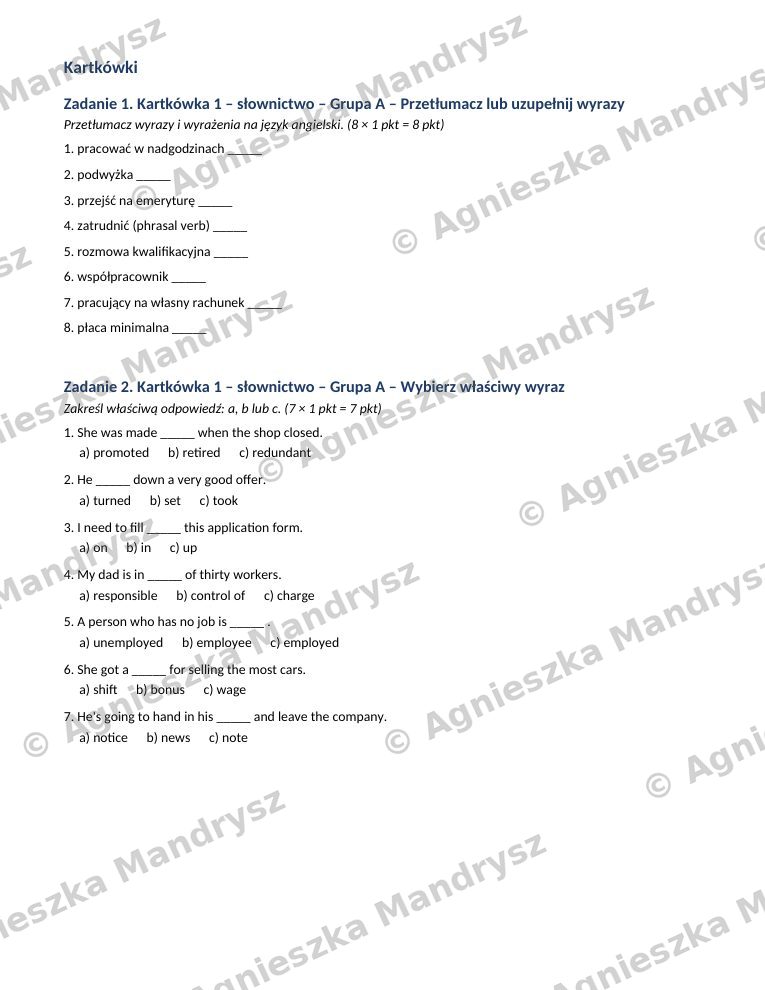 Kartkówki
Zadanie 1. Kartkówka 1 – słownictwo – Grupa A – Przetłumacz lub uzupełnij wyrazy
Przetłumacz wyrazy i wyrażenia na język angielski. (8 × 1 pkt = 8 pkt)
1. pracować w nadgodzinach _____
2. podwyżka _____
3. przejść na emeryturę _____
4. zatrudnić (phrasal verb) _____
5. rozmowa kwalifikacyjna _____
6. współpracownik _____
7. pracujący na własny rachunek _____
8. płaca minimalna _____
Zadanie 2. Kartkówka 1 – słownictwo – Grupa A – Wybierz właściwy wyraz
Zakreśl właściwą odpowiedź: a, b lub c. (7 × 1 pkt = 7 pkt)
1. She was made _____ when the shop closed.
a) promoted b) retired c) redundant
2. He _____ down a very good offer.
a) turned b) set c) took
3. I need to fill _____ this application form.
a) on b) in c) up
4. My dad is in _____ of thirty workers.
a) responsible b) control of c) charge
5. A person who has no job is _____ .
a) unemployed b) employee c) employed
6. She got a _____ for selling the most cars.
a) shift b) bonus c) wage
7. He's going to hand in his _____ and leave the company.
a) notice b) news c) note
© Agnieszka Mandrysz